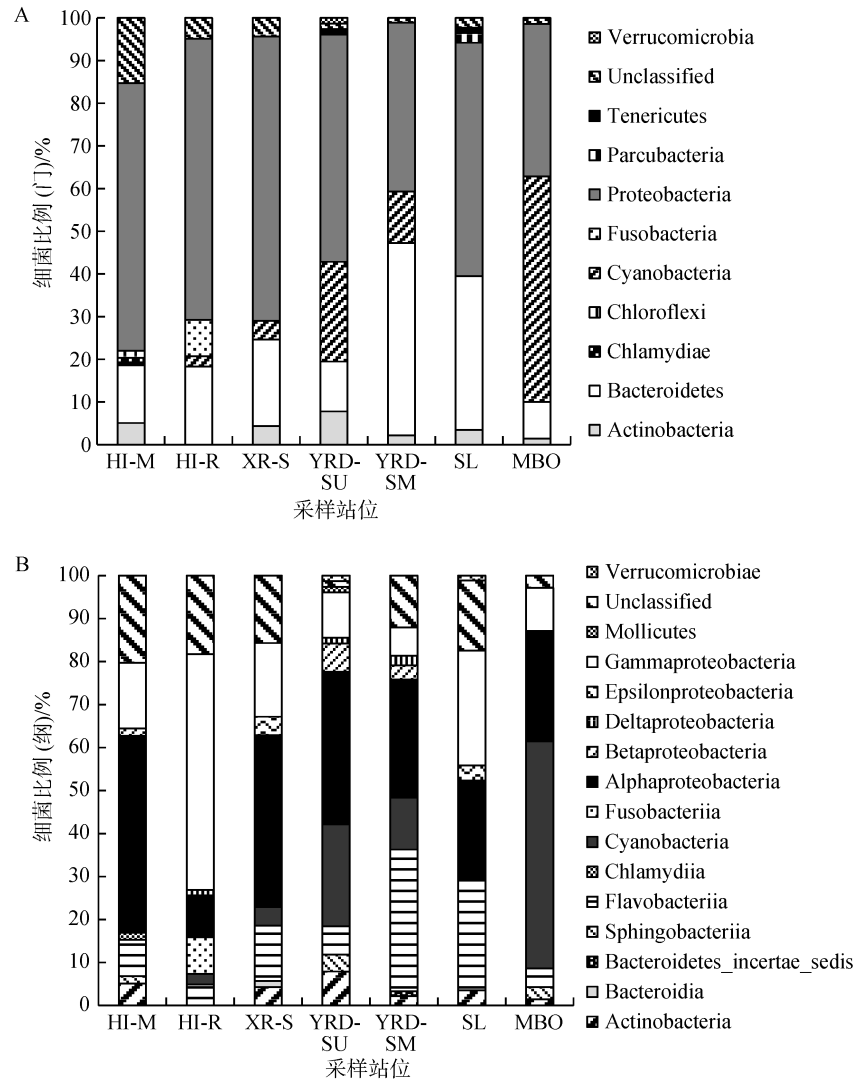 A
细菌比例 (门)/%
100
90
80
70
60
50
40
30
20
10
0
HI-M
HI-R
XR-S
YRD-
SU
YRD-
SM
SL
MBO
采样站位
Verrucomicrobia
Unclassified
Tenericutes
Parcubacteria
Proteobacteria
Fusobacteria
Cyanobacteria
Chloroflexi
Chlamydiae
Bacteroidetes
Actinobacteria
B
细菌比例 (纲)/%
100
90
80
70
60
50
40
30
20
10
0
HI-M
HI-R
XR-S
YRD-
SU
YRD-
SM
SL
MBO
采样站位
Verrucomicrobiae
Unclassified
Mollicutes
Gammaproteobacteria
Epsilonproteobacteria
Deltaproteobacteria
Betaproteobacteria
Alphaproteobacteria
Fusobacteriia
Cyanobacteria
Chlamydiia
Flavobacteriia
Sphingobacteriia
Bacteroidetes_incertae_sedis
Bacteroidia
Actinobacteria